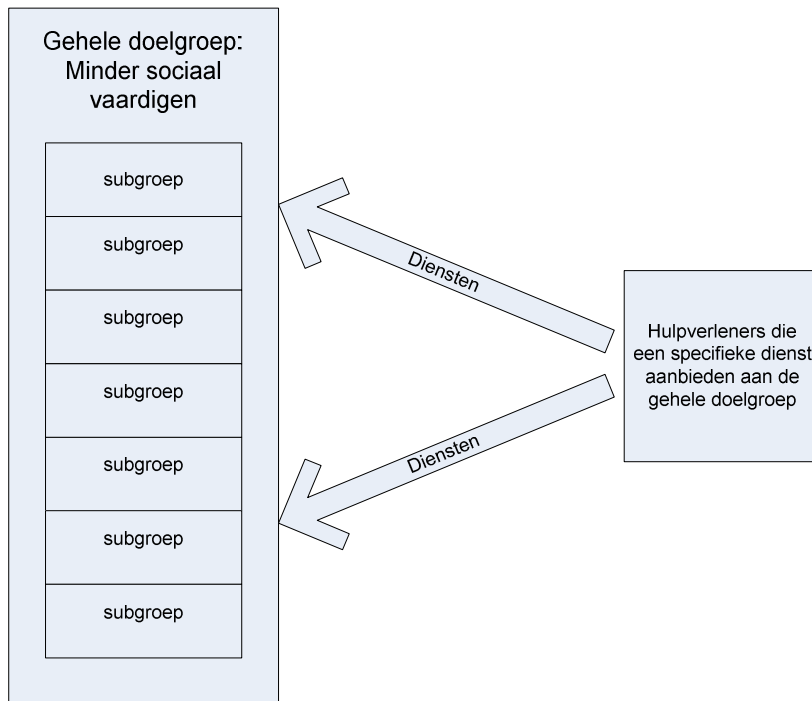 Gehele doelgroep:
Minder sociaal
vaardigen
subgroep
subgroep
subgroep
subgroep
subgroep
subgroep
subgroep
Diensten
Diensten
Hulpverleners die
een specifieke dienst
aanbieden aan de
gehele doelgroep